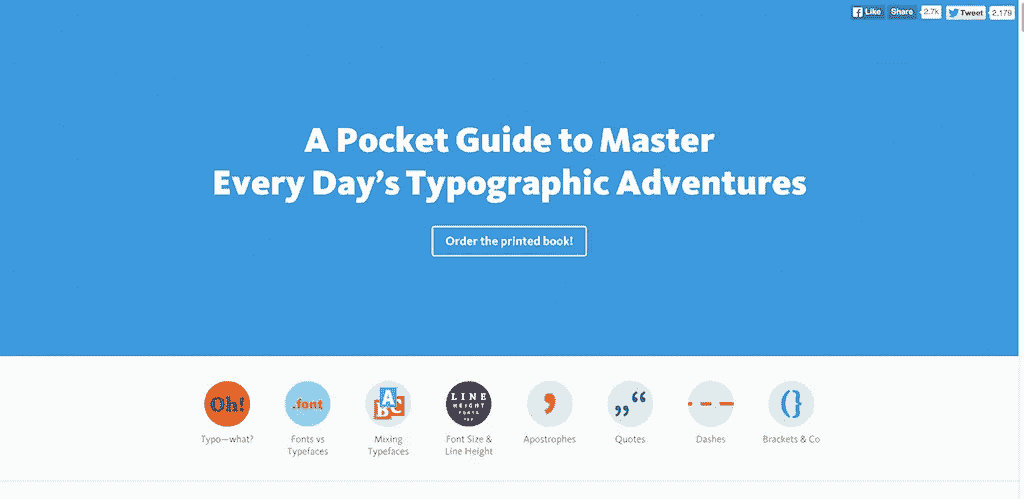 Like Share 2.7k Tweet 2,179
A Pocket Guide to Master
Every Day’s Typographic Adventures
Order the printed book!
Oh!
.font
A
B C
LINE
HEIGHT
Typo—what?
Fonts vs
Typefaces
Mixing
Typefaces
Font Size &
Line Height
Apostrophes
Quotes
Dashes
Brackets & Co